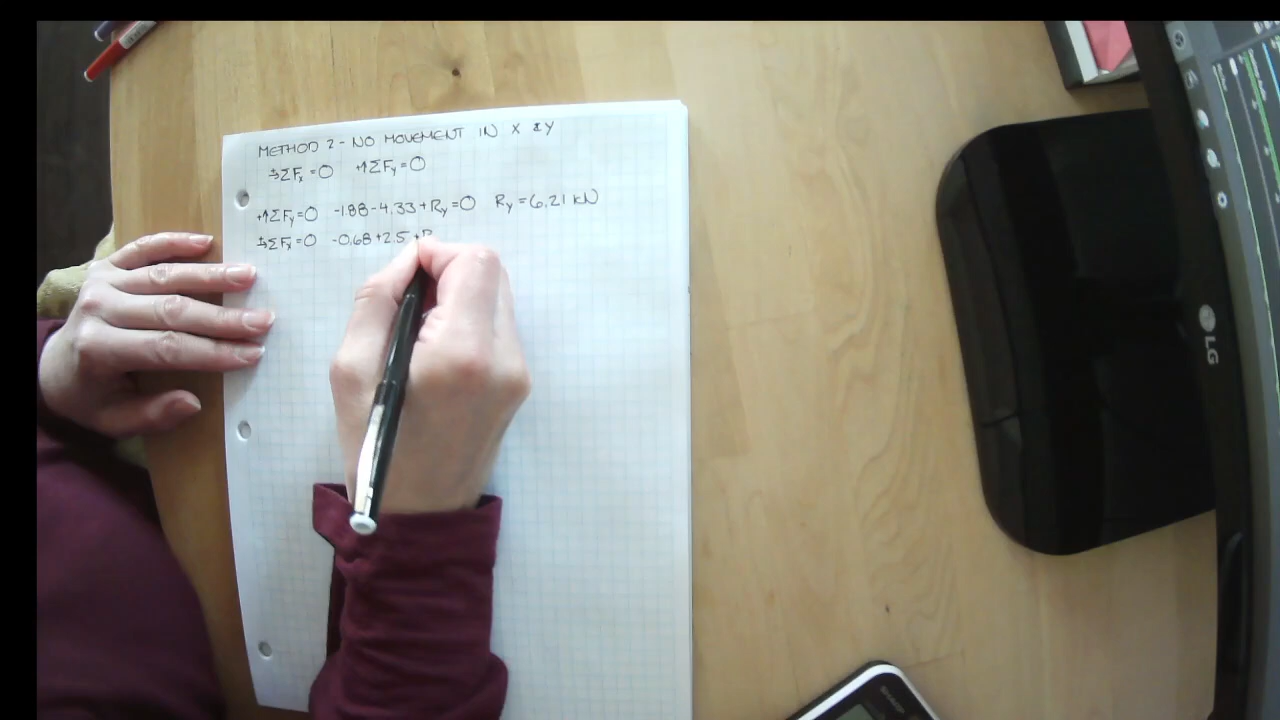 METHOD 2 - NO MOVEMENT IN X & Y
+→ΣFx = 0 +↑ΣFy = 0
+↑ΣFy = 0 -1.88 - 4.33 + Ry = 0 Ry = 6.21 kN
+→ΣFx = 0 -0.68 + 2.5 + R
LG